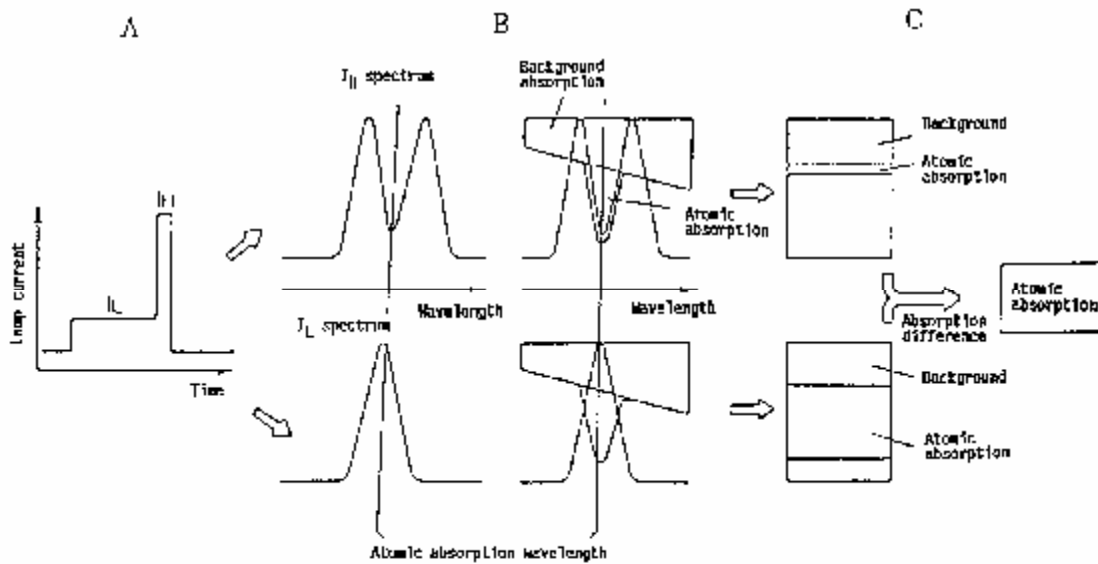 A
B
C
I_H spectrum
Background
absorption
Background
Atomic
absorption
Atomic
absorption
I_H
Lamp current
I_L
Time
Wavelength
Wavelength
I_L spectrum
Absorption
difference
Atomic
absorption
Background
Atomic
absorption
Atomic absorption wavelength